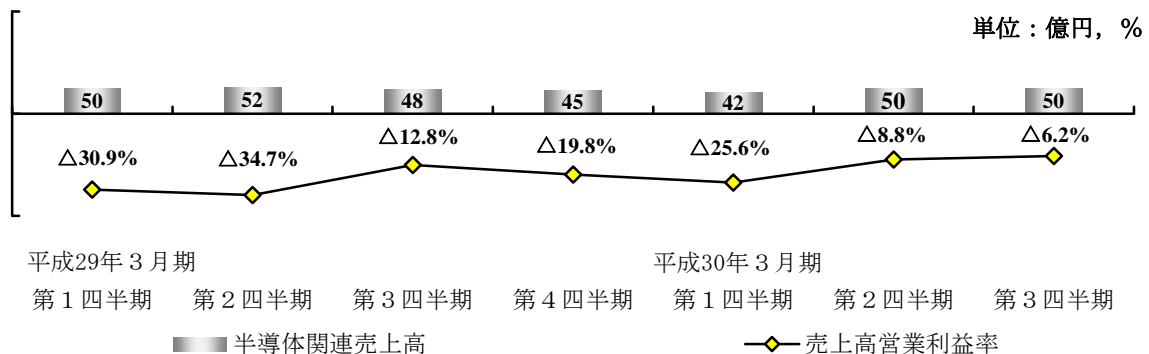 単位：億円，％
50 52 48 45 42 50 50
△30.9% △34.7% △12.8% △19.8% △25.6% △8.8% △6.2%
平成29年３月期 平成30年３月期
第１四半期 第２四半期 第３四半期 第４四半期 第１四半期 第２四半期 第３四半期
半導体関連売上高 売上高営業利益率